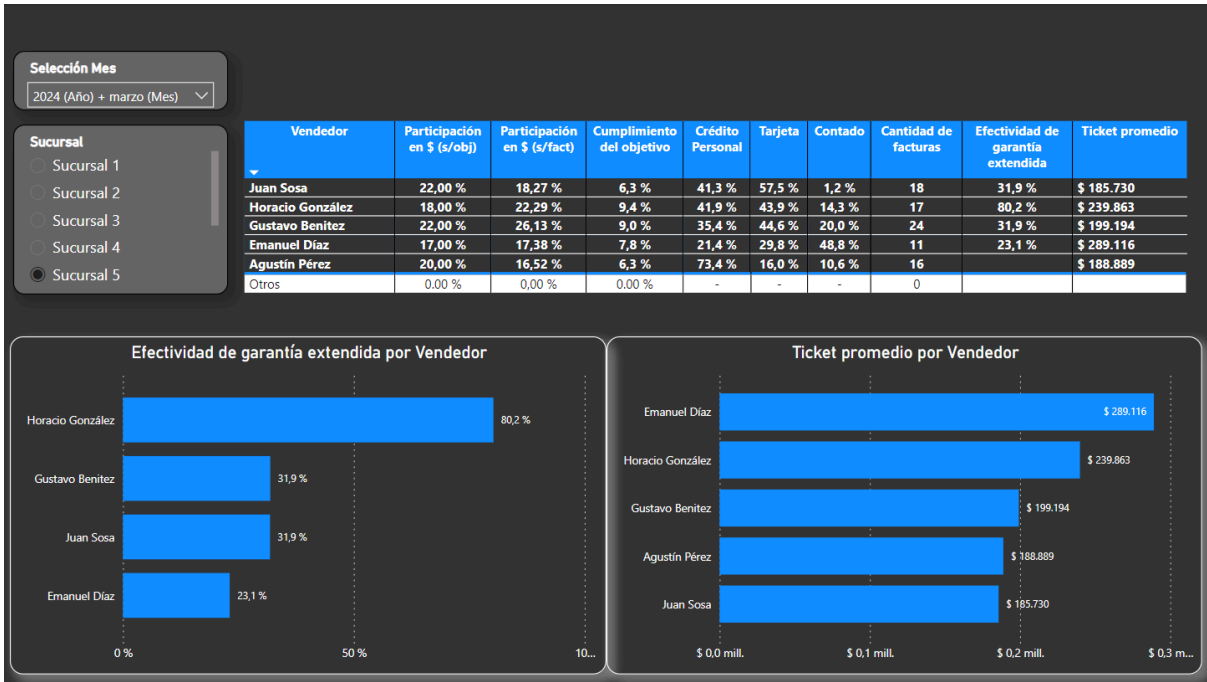 Selección Mes
2024 (Año) + marzo (Mes)
Sucursal
Sucursal 1
Sucursal 2
Sucursal 3
Sucursal 4
Sucursal 5
Vendedor Participación en $ (s/obj) Participación en $ (s/fact) Cumplimiento del objetivo Crédito Personal Tarjeta Contado Cantidad de facturas Efectividad de garantía extendida Ticket promedio
Juan Sosa 22,00 % 18,27 % 6,3 % 41,3 % 57,5 % 1,2 % 18 31,9 % $ 185.730
Horacio González 18,00 % 22,29 % 9,4 % 41,9 % 43,9 % 14,3 % 17 80,2 % $ 239.863
Gustavo Benitez 22,00 % 26,13 % 9,0 % 35,4 % 44,6 % 20,0 % 24 31,9 % $ 199.194
Emanuel Díaz 17,00 % 17,38 % 7,8 % 21,4 % 29,8 % 48,8 % 11 23,1 % $ 289.116
Agustín Pérez 20,00 % 16,52 % 6,3 % 73,4 % 16,0 % 10,6 % 16 $ 188.889
Otros 0.00 % 0,00 % 0.00 % - - - 0
Efectividad de garantía extendida por Vendedor
Horacio González 80,2 %
Gustavo Benitez 31,9 %
Juan Sosa 31,9 %
Emanuel Díaz 23,1 %
0 % 50 % 10...
Ticket promedio por Vendedor
Emanuel Díaz $ 289.116
Horacio González $ 239.863
Gustavo Benitez $ 199.194
Agustín Pérez $ 188.889
Juan Sosa $ 185.730
$ 0,0 mill. $ 0,1 mill. $ 0,2 mill. $ 0,3 m...